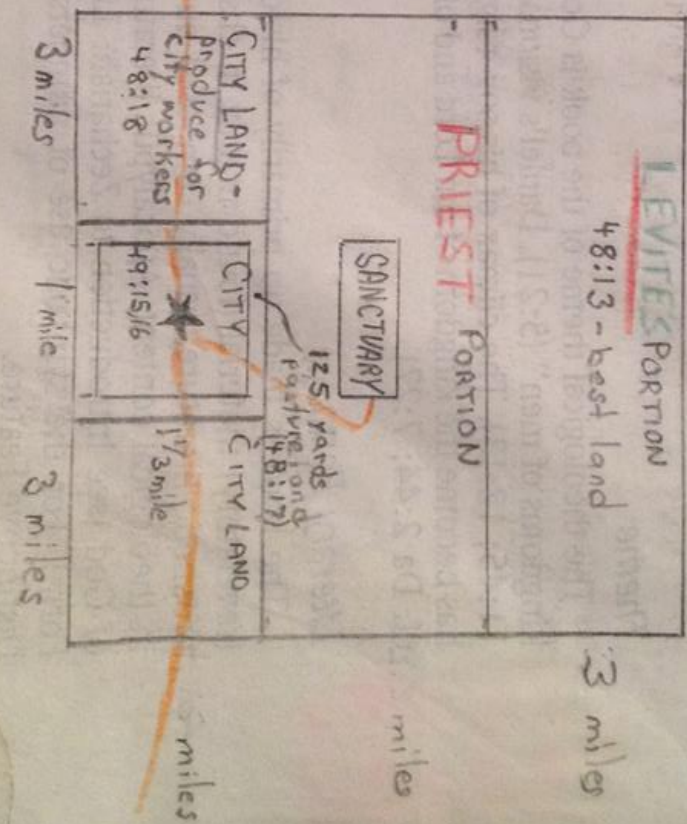 LEVITES PORTION
48:13 - best land
3 miles
PRIEST PORTION
SANCTUARY
miles
125 yards
pastureland
(48:17)
CITY LAND-
produce for
city workers
48:18
CITY
49:15/6
CITY LAND
1 1/3 mile
miles
3 miles
1 mile
3 miles